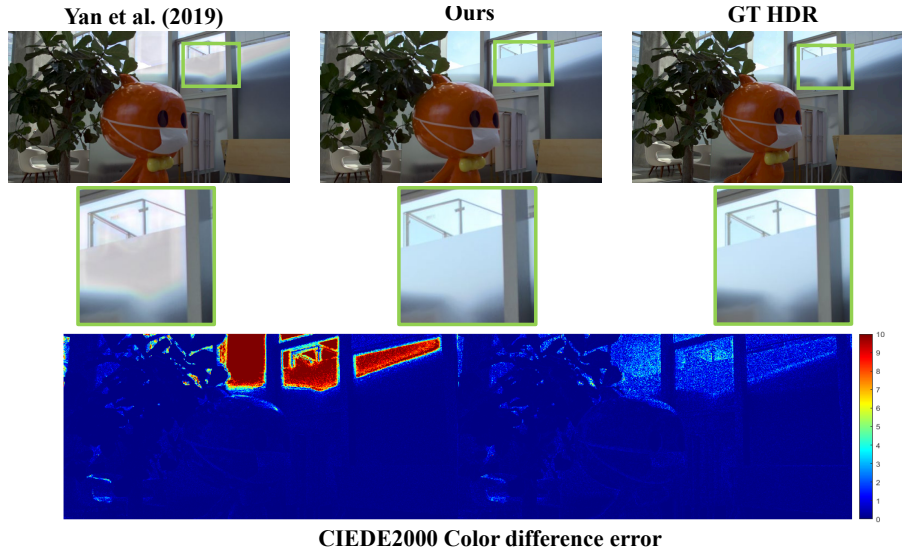 Yan et al. (2019)
Ours
GT HDR
10
9
8
7
6
5
4
3
2
1
0
CIEDE2000 Color difference error